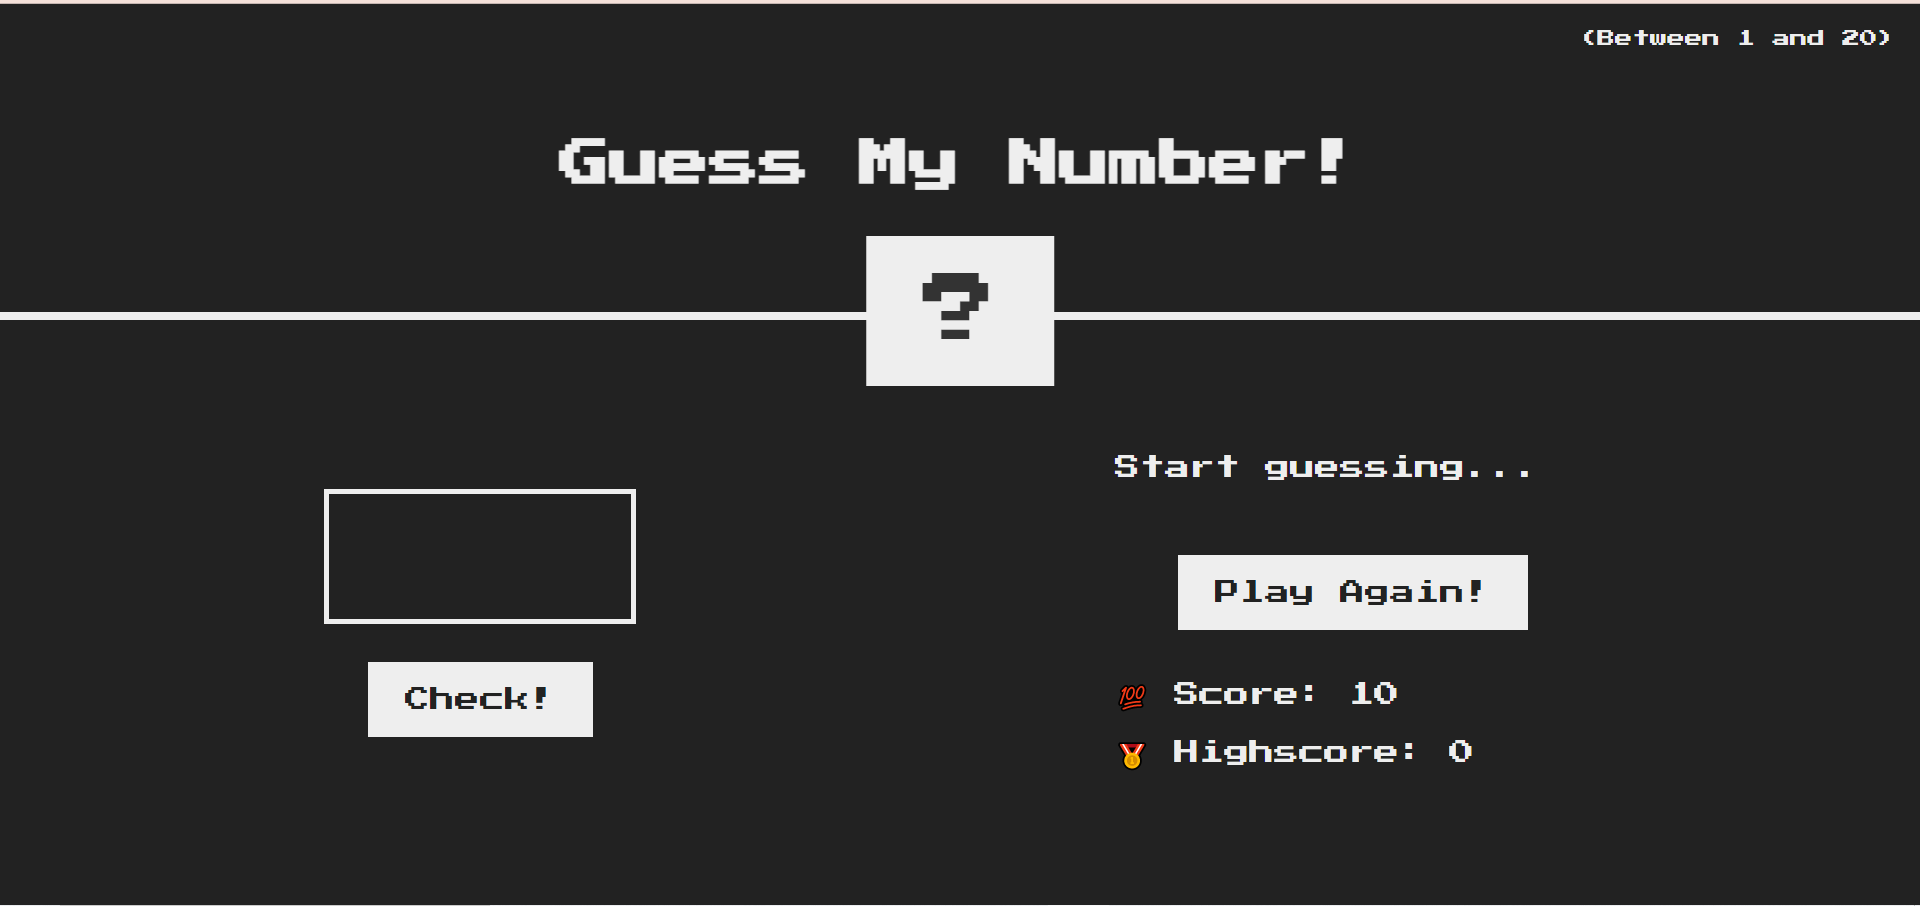 (Between 1 and 20)
Guess My Number!
?
Start guessing...
Play Again!
Check!
💯 Score: 10
🥇 Highscore: 0